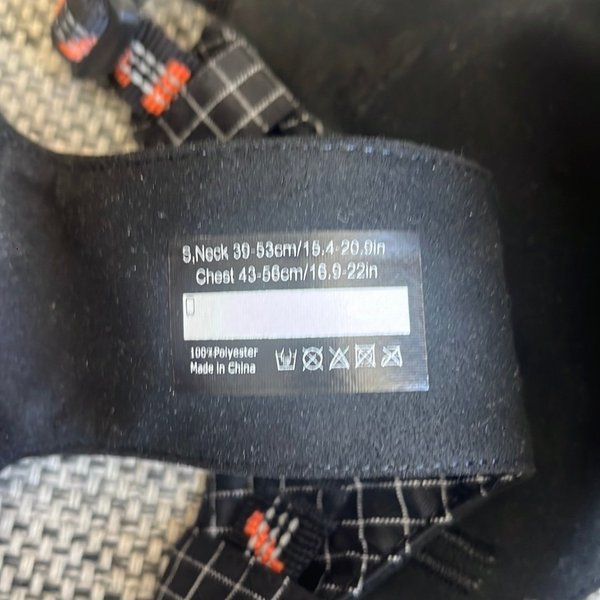 S,Neck 39-53cm/15.4-20.9in
Chest 43-56cm/16.9-22in
100%Polyester
Made in China